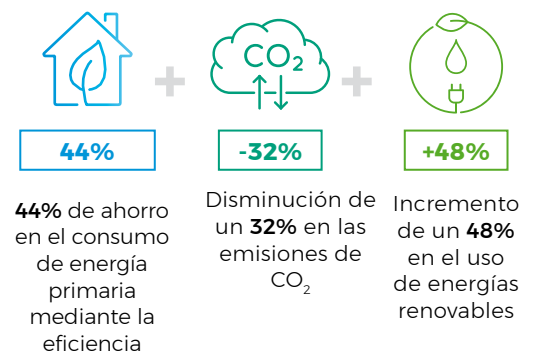 CO₂
44%
-32%
+48%
44% de ahorro
en el consumo
de energía
primaria
mediante la
eficiencia
Disminución de
un 32% en las
emisiones de
CO₂
Incremento
de un 48%
en el uso
de energías
renovables